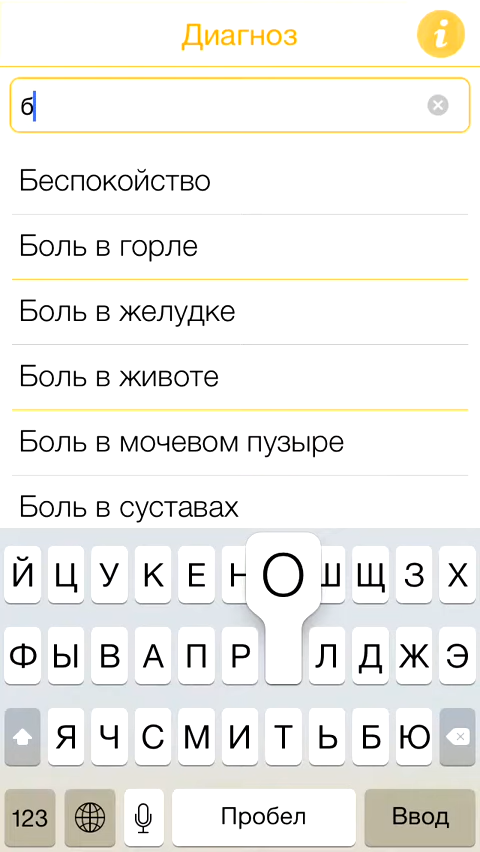 Диагноз
i
б
Беспокойство
Боль в горле
Боль в желудке
Боль в животе
Боль в мочевом пузыре
Боль в суставах
Й Ц У К Е Н О Ш Щ З Х
Ф Ы В А П Р Л Д Ж Э
Я Ч С М И Т Ь Б Ю
123 Пробел Ввод